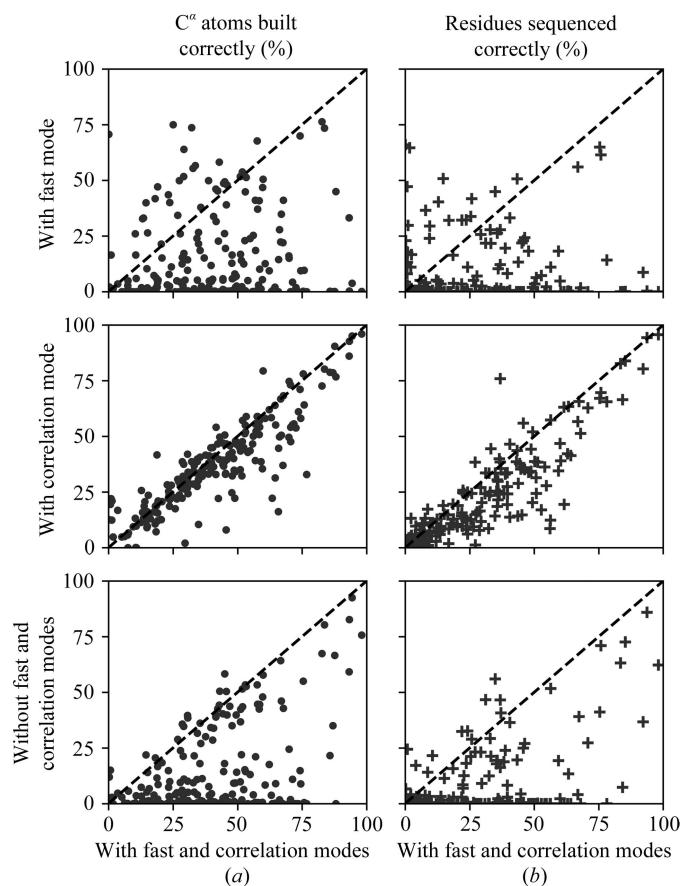 Cᵅ atoms built
correctly (%)
Residues sequenced
correctly (%)
With fast mode
100
75
50
25
0
With correlation mode
100
75
50
25
0
Without fast and
correlation modes
100
75
50
25
0
0 25 50 75 100
0 25 50 75 100
With fast and correlation modes
With fast and correlation modes
(a)
(b)